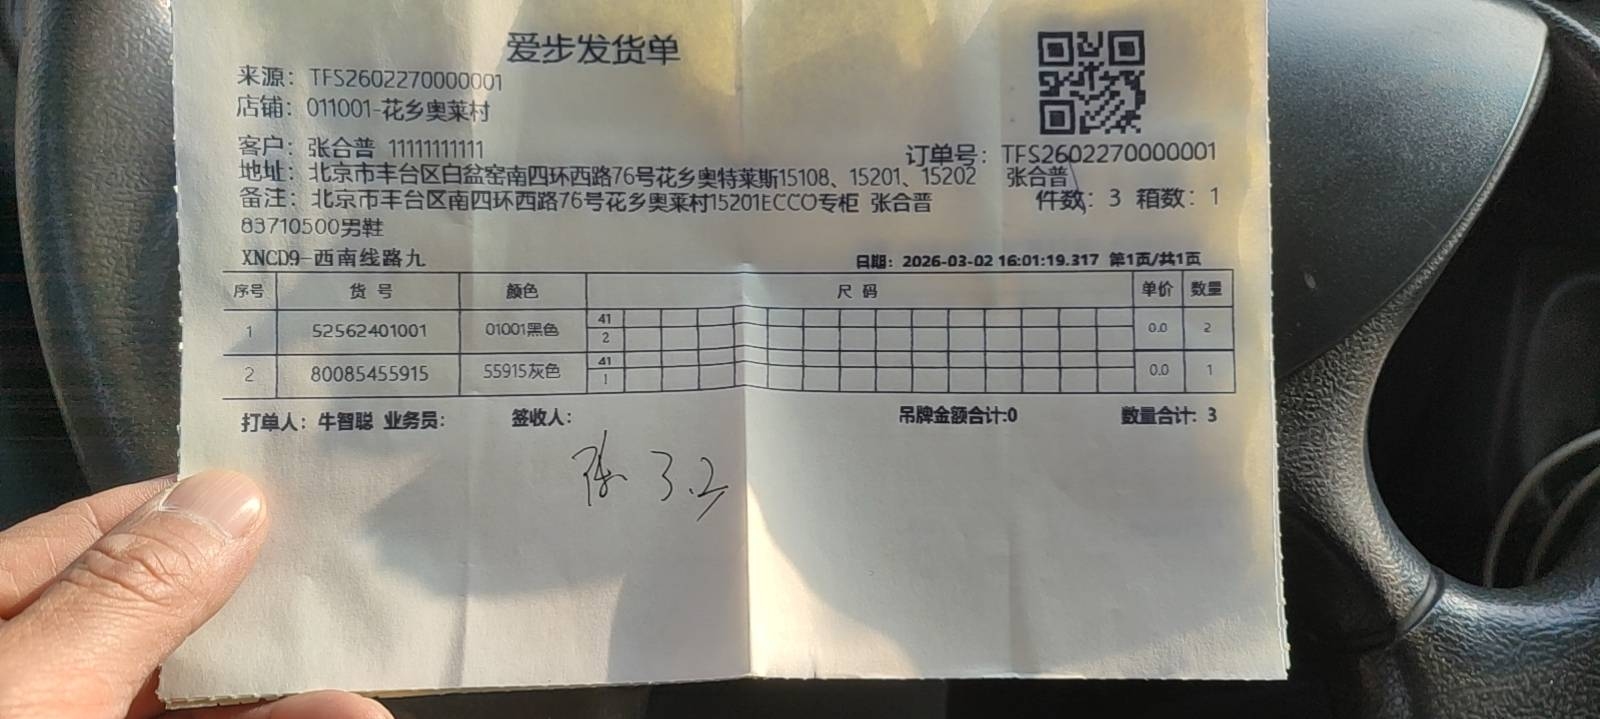 爱步发货单
来源：TFS2602270000001
店铺：011001-花乡奥莱村
客户：张合普 11111111111
订单号：TFS2602270000001
地址：北京市丰台区白盆窑南四环西路76号花乡奥特莱斯15108、15201、15202 张合普
备注：北京市丰台区南四环西路76号花乡奥莱村15201ECCO专柜 张合普 件数：3 箱数：1
83710500男鞋
XNCD9-西南线路九 日期：2026-03-02 16:01:19.317 第1页/共1页
序号 货 号 颜色 尺 码 单价 数量
1 52562401001 01001黑色 41 0.0 2
2
2 80085455915 55915灰色 41 0.0 1
1
打单人：牛智聪 业务员： 签收人： 吊牌金额合计:0 数量合计：3
张 3.2